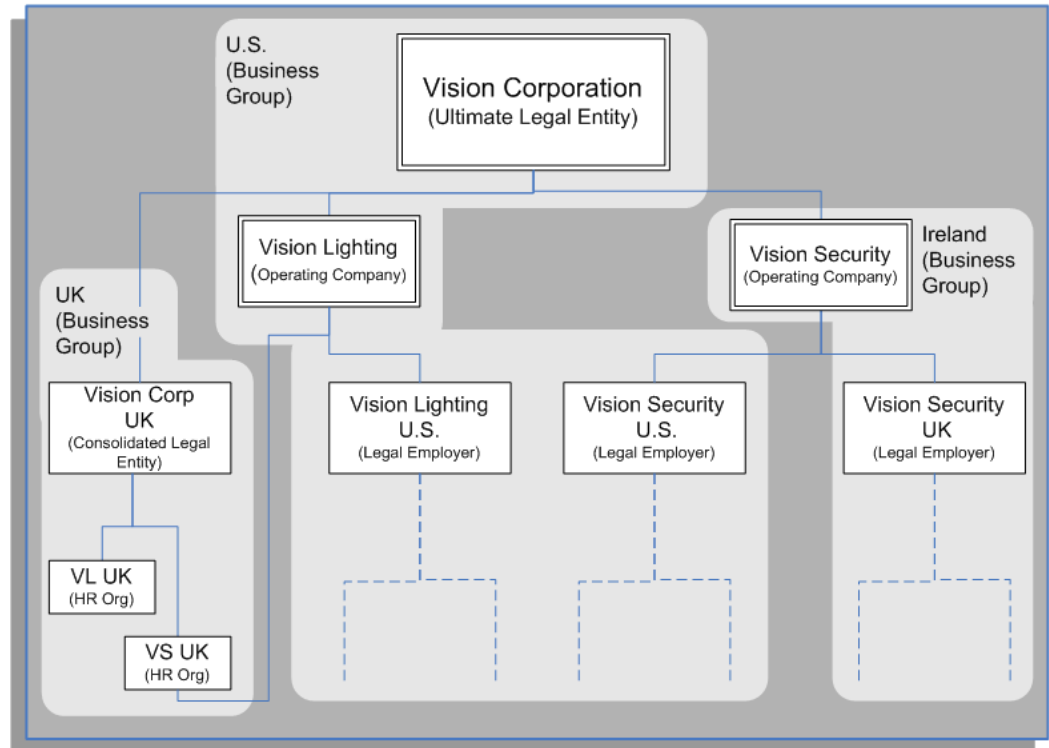 U.S.
(Business
Group)
Vision Corporation
(Ultimate Legal Entity)
Vision Lighting
(Operating Company)
Vision Security
(Operating Company)
Ireland
(Business
Group)
UK
(Business
Group)
Vision Corp
UK
(Consolidated Legal
Entity)
Vision Lighting
U.S.
(Legal Employer)
Vision Security
U.S.
(Legal Employer)
Vision Security
UK
(Legal Employer)
VL UK
(HR Org)
VS UK
(HR Org)